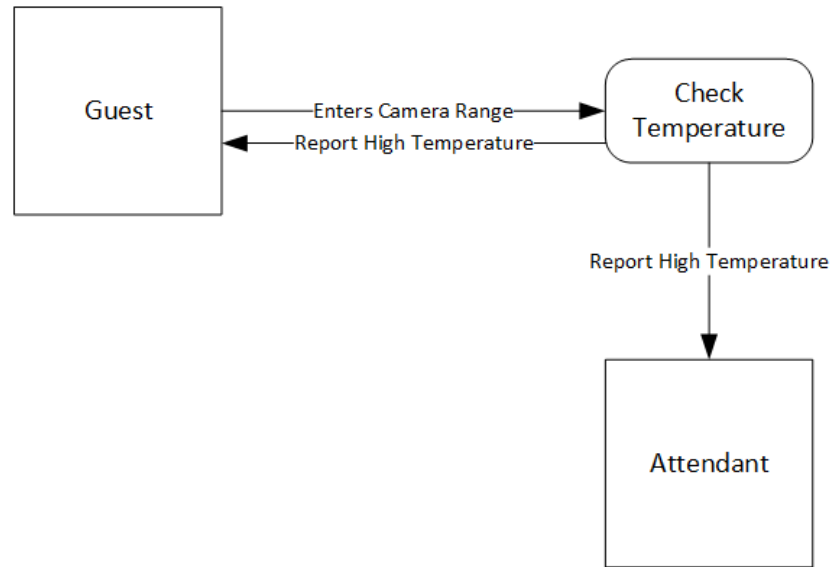 Guest
Enters Camera Range
Report High Temperature
Check
Temperature
Report High Temperature
Attendant